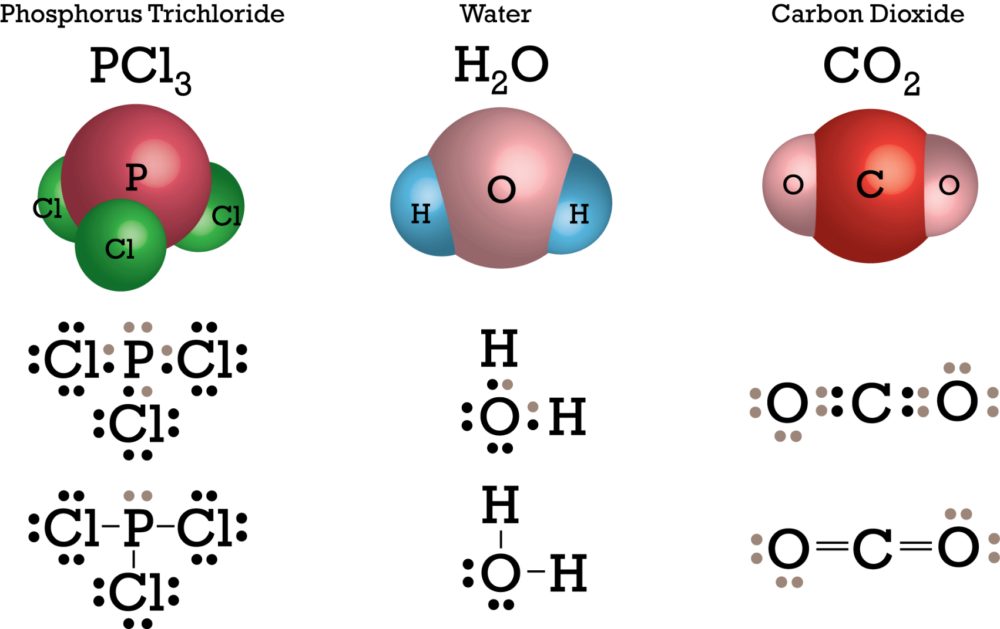 Phosphorus Trichloride
PCl₃
P
Cl
Cl
Cl
Cl P Cl
Cl
Cl–P–Cl
Cl
Water
H₂O
O
H
H
H
O H
H
O–H
Carbon Dioxide
CO₂
O
C
O
O C O
O=C=O